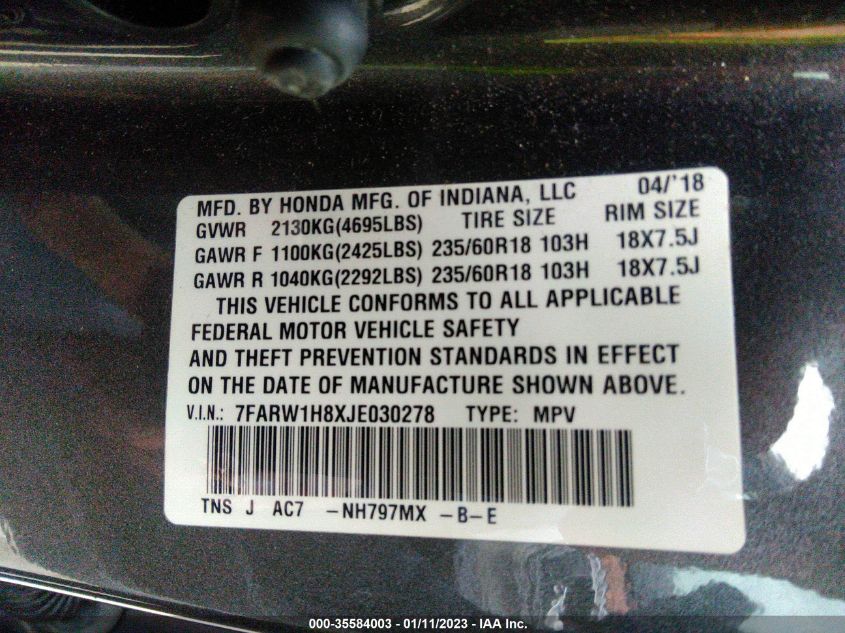 MFD. BY HONDA MFG. OF INDIANA, LLC 04/'18
GVWR 2130KG(4695LBS) TIRE SIZE RIM SIZE
GAWR F 1100KG(2425LBS) 235/60R18 103H 18X7.5J
GAWR R 1040KG(2292LBS) 235/60R18 103H 18X7.5J
THIS VEHICLE CONFORMS TO ALL APPLICABLE
FEDERAL MOTOR VEHICLE SAFETY
AND THEFT PREVENTION STANDARDS IN EFFECT
ON THE DATE OF MANUFACTURE SHOWN ABOVE.
V.I.N.: 7FARW1H8XJE030278 TYPE: MPV
TNS J AC7 -NH797MX -B-E
000-35584003 - 01/11/2023 - IAA Inc.